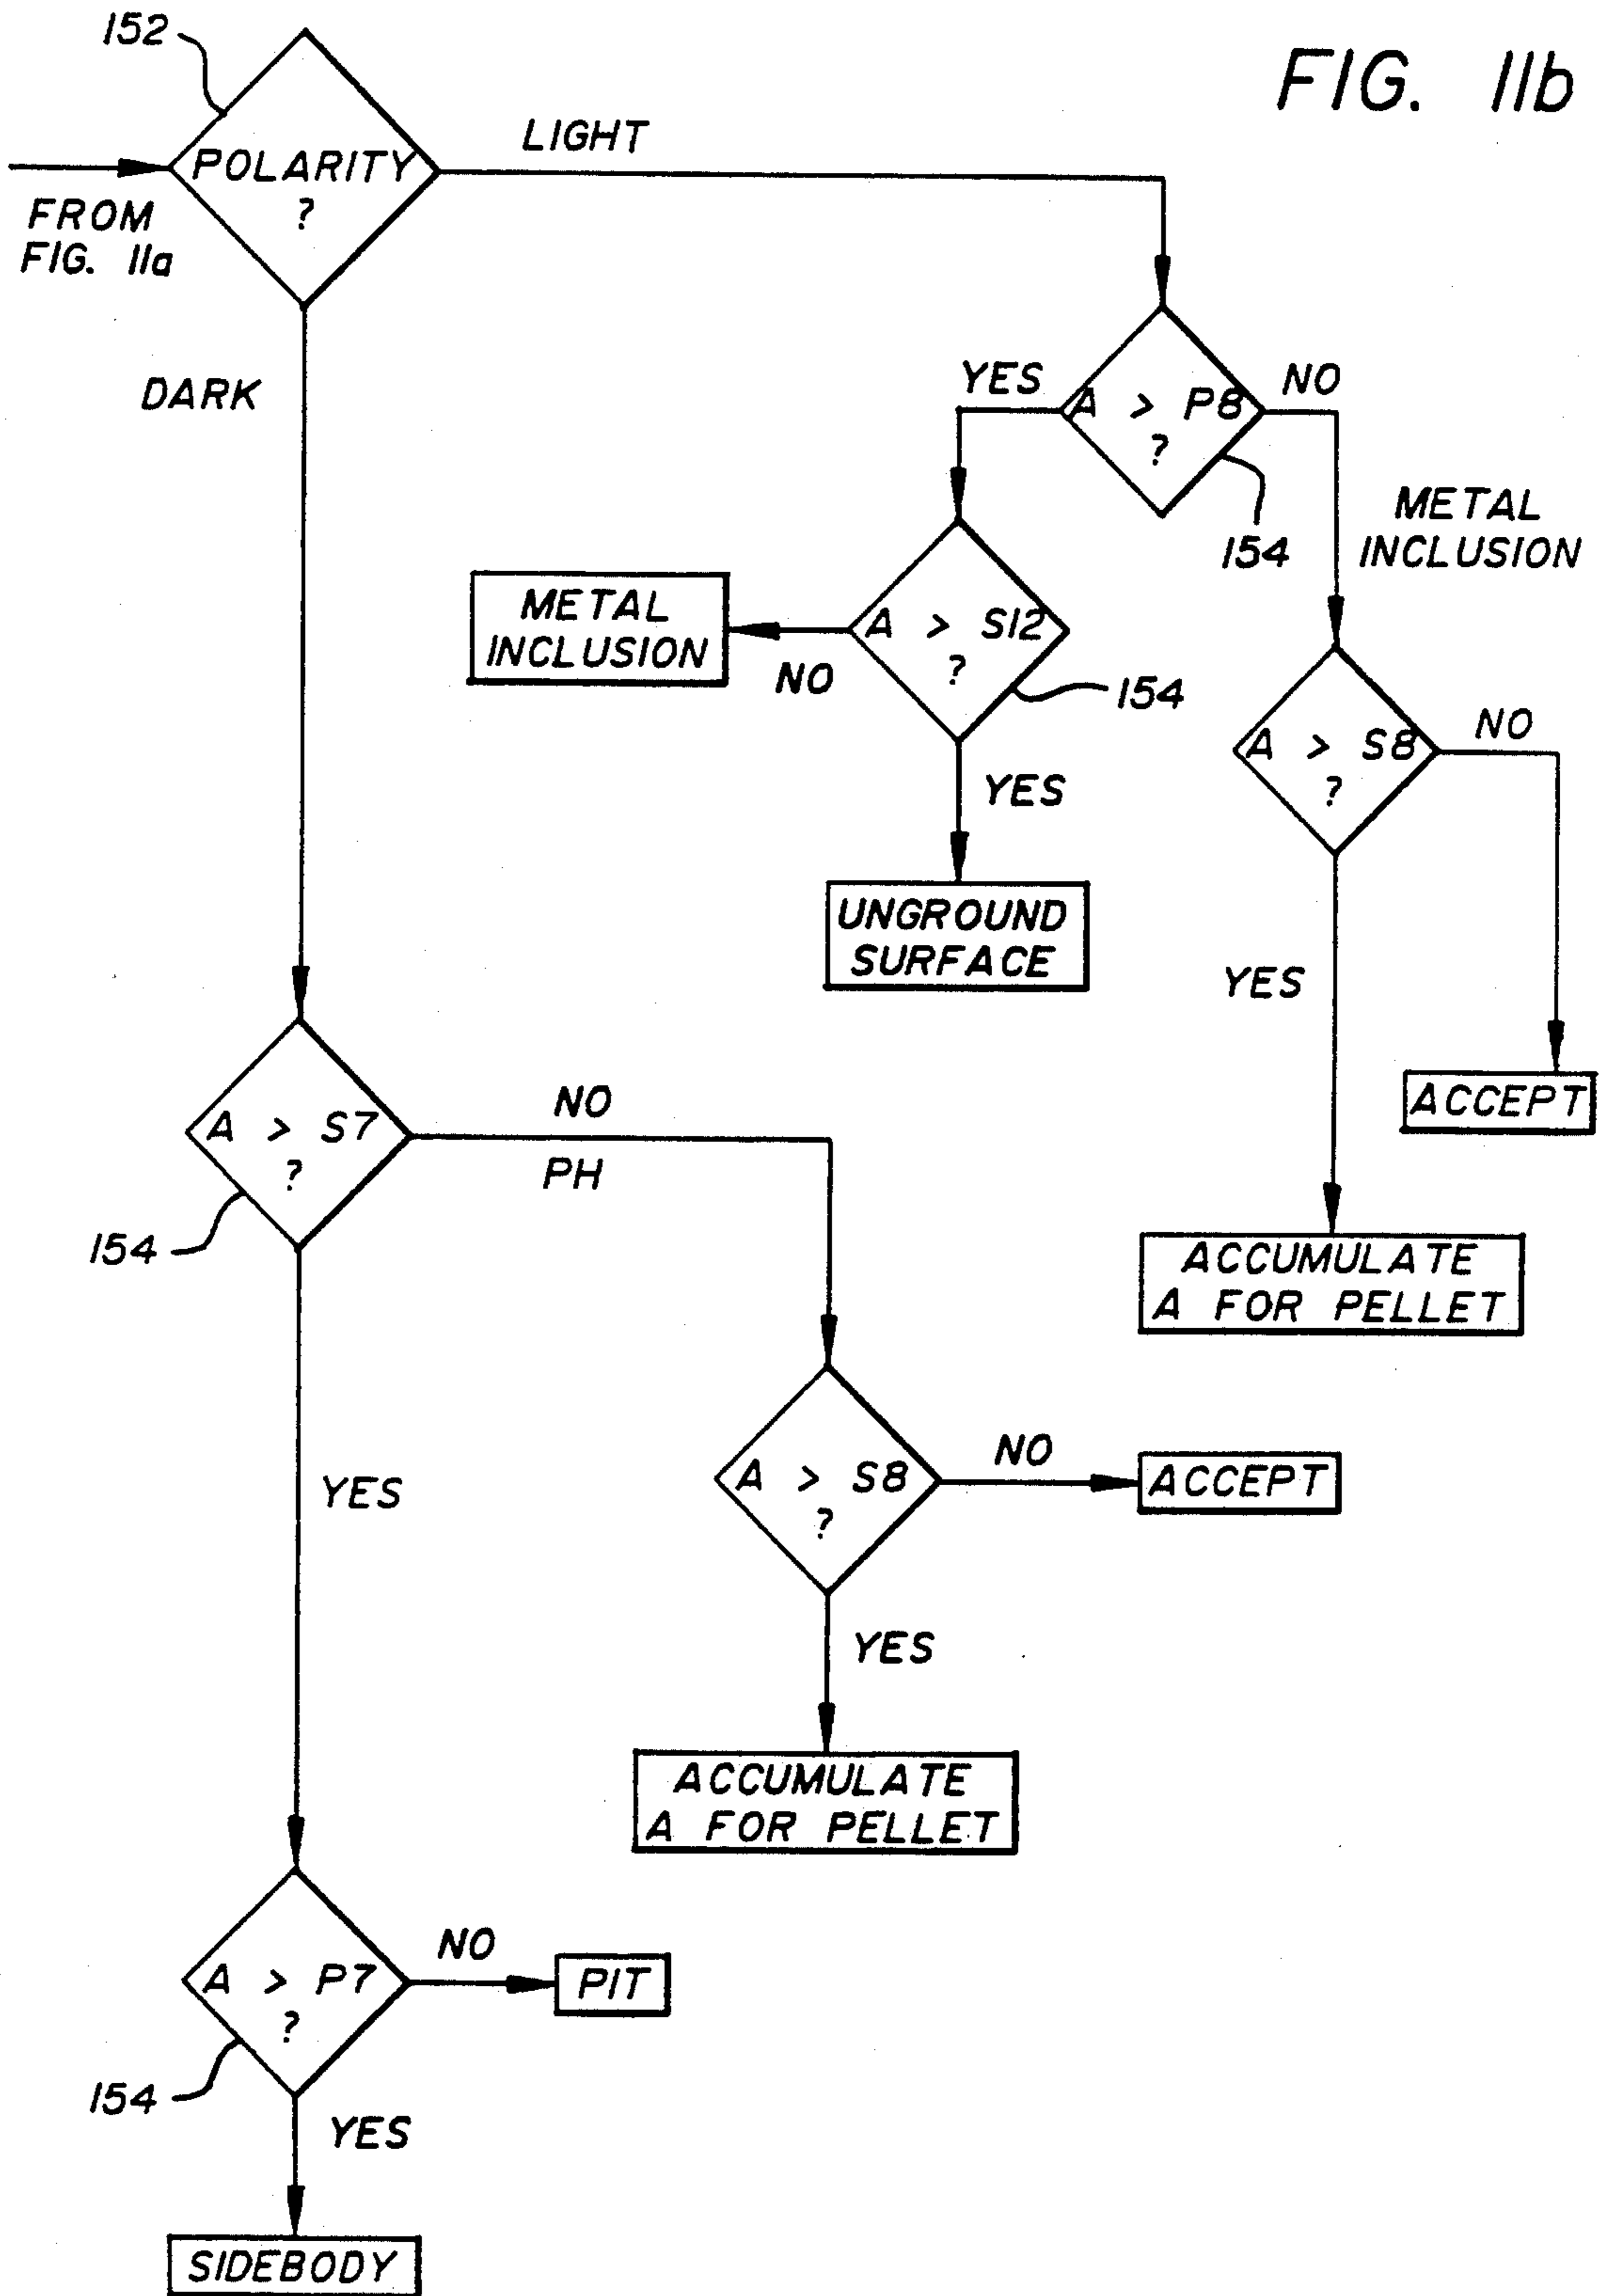 152
FIG. 11b
LIGHT
POLARITY
?
FROM
FIG. 11a
DARK
YES
NO
A > P8
?
154
METAL
INCLUSION
METAL
INCLUSION
NO
A > S12
?
154
YES
UNGROUND
SURFACE
A > S8
?
NO
YES
ACCEPT
ACCUMULATE
A FOR PELLET
A > S7
?
154
NO
PH
YES
A > S8
?
NO
ACCEPT
YES
ACCUMULATE
A FOR PELLET
A > P7
?
154
NO
PIT
YES
SIDEBODY